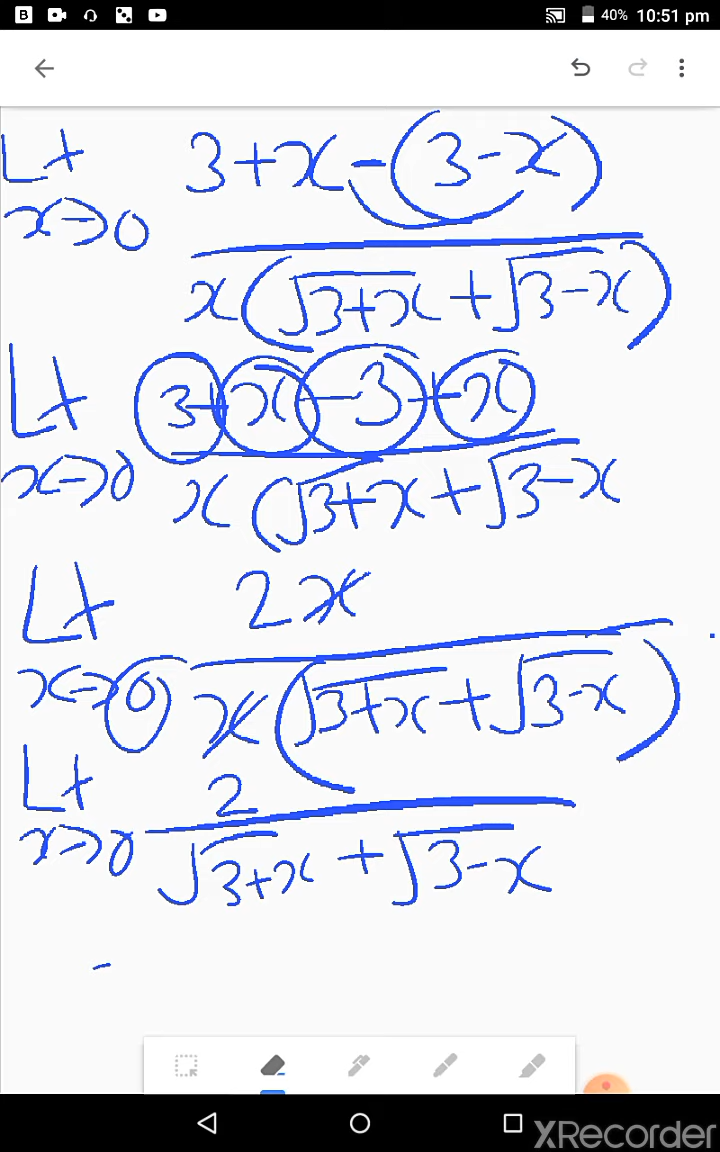 B 40% 10:51 pm
Lt 3+x-(3-x)
x→0 x(√3+x + √3-x)
Lt 3+x-3+x
x→0 x(√3+x + √3-x
Lt 2x
x→0 x(√3+x + √3-x)
Lt 2
x→0 √3+x + √3-x
-
XRecorder